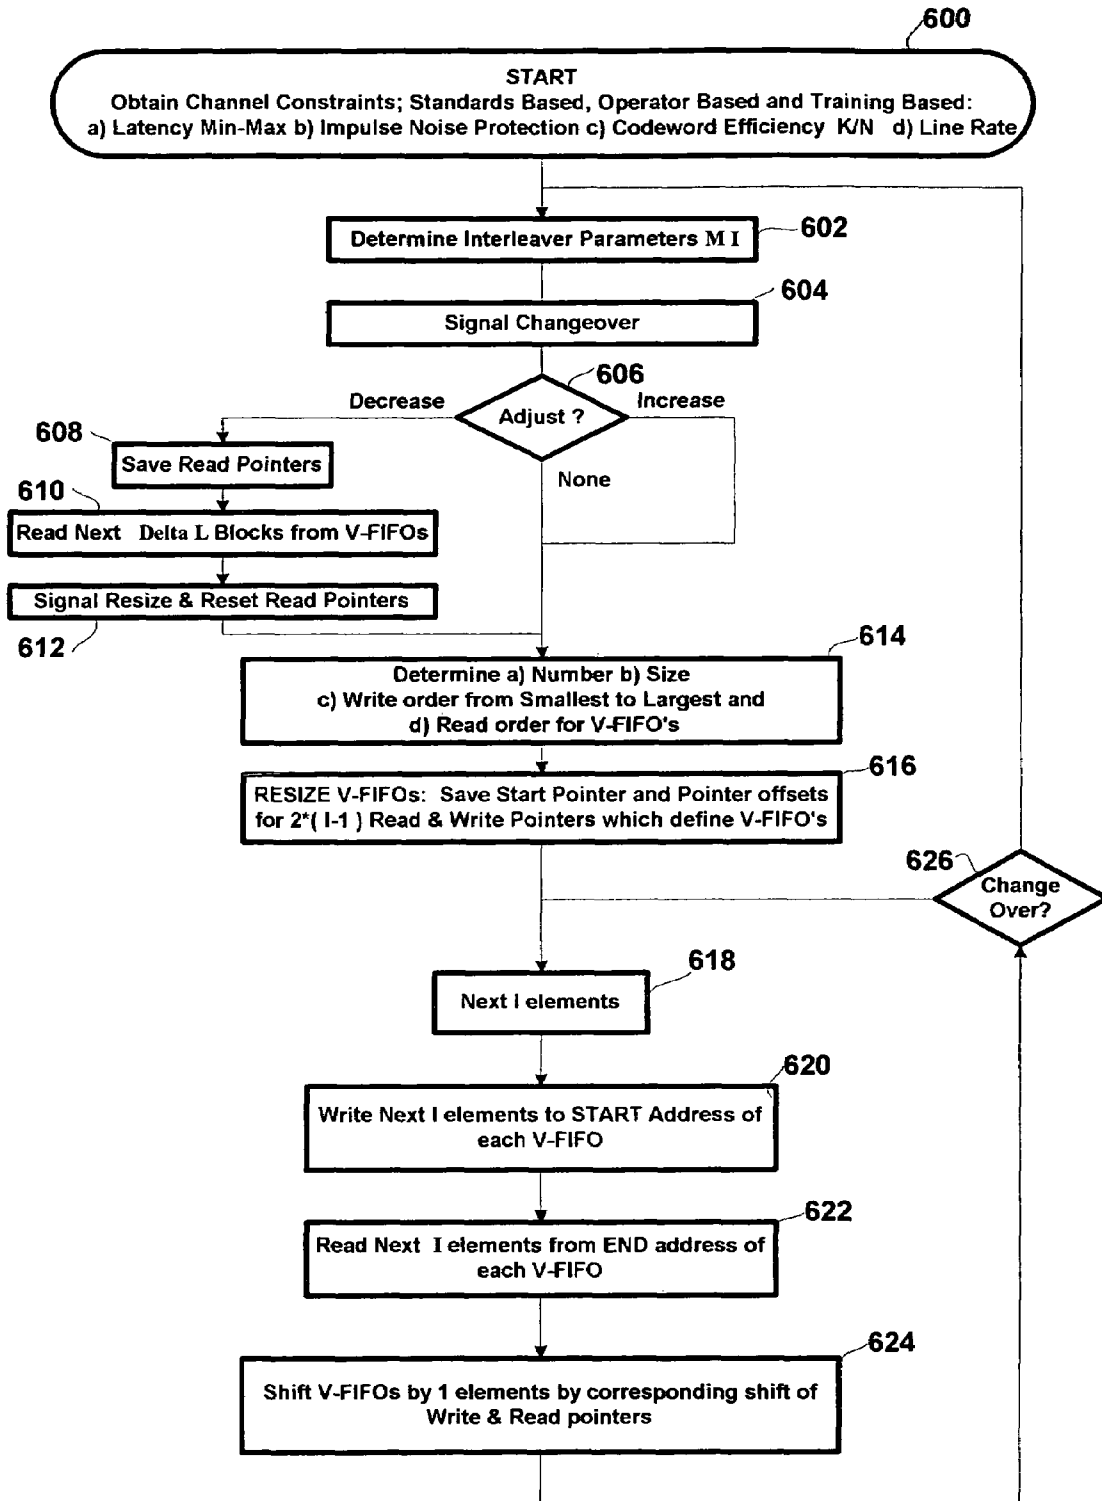 600
START
Obtain Channel Constraints; Standards Based, Operator Based and Training Based:
a) Latency Min-Max b) Impulse Noise Protection c) Codeword Efficiency K/N d) Line Rate
Determine Interleaver Parameters M I
602
604
Signal Changeover
606
Decrease
Adjust ?
Increase
None
608
Save Read Pointers
610
Read Next Delta L Blocks from V-FIFOs
Signal Resize & Reset Read Pointers
612
614
Determine a) Number b) Size
c) Write order from Smallest to Largest and
d) Read order for V-FIFO's
616
RESIZE V-FIFOs: Save Start Pointer and Pointer offsets
for 2*( I-1 ) Read & Write Pointers which define V-FIFO's
626
Change
Over?
618
Next I elements
620
Write Next I elements to START Address of
each V-FIFO
622
Read Next I elements from END address of
each V-FIFO
624
Shift V-FIFOs by 1 elements by corresponding shift of
Write & Read pointers